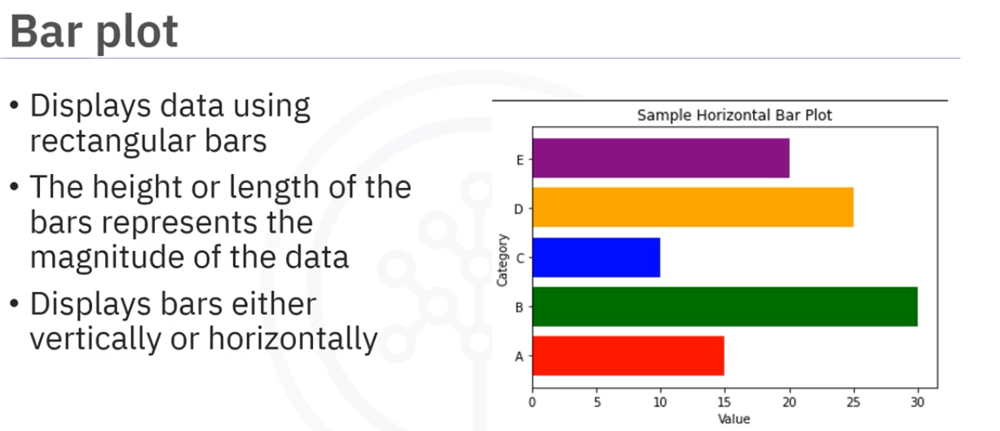 Bar plot
• Displays data using
rectangular bars
• The height or length of the
bars represents the
magnitude of the data
• Displays bars either
vertically or horizontally
Sample Horizontal Bar Plot
Category
E
D
C
B
A
0 5 10 15 20 25 30
Value